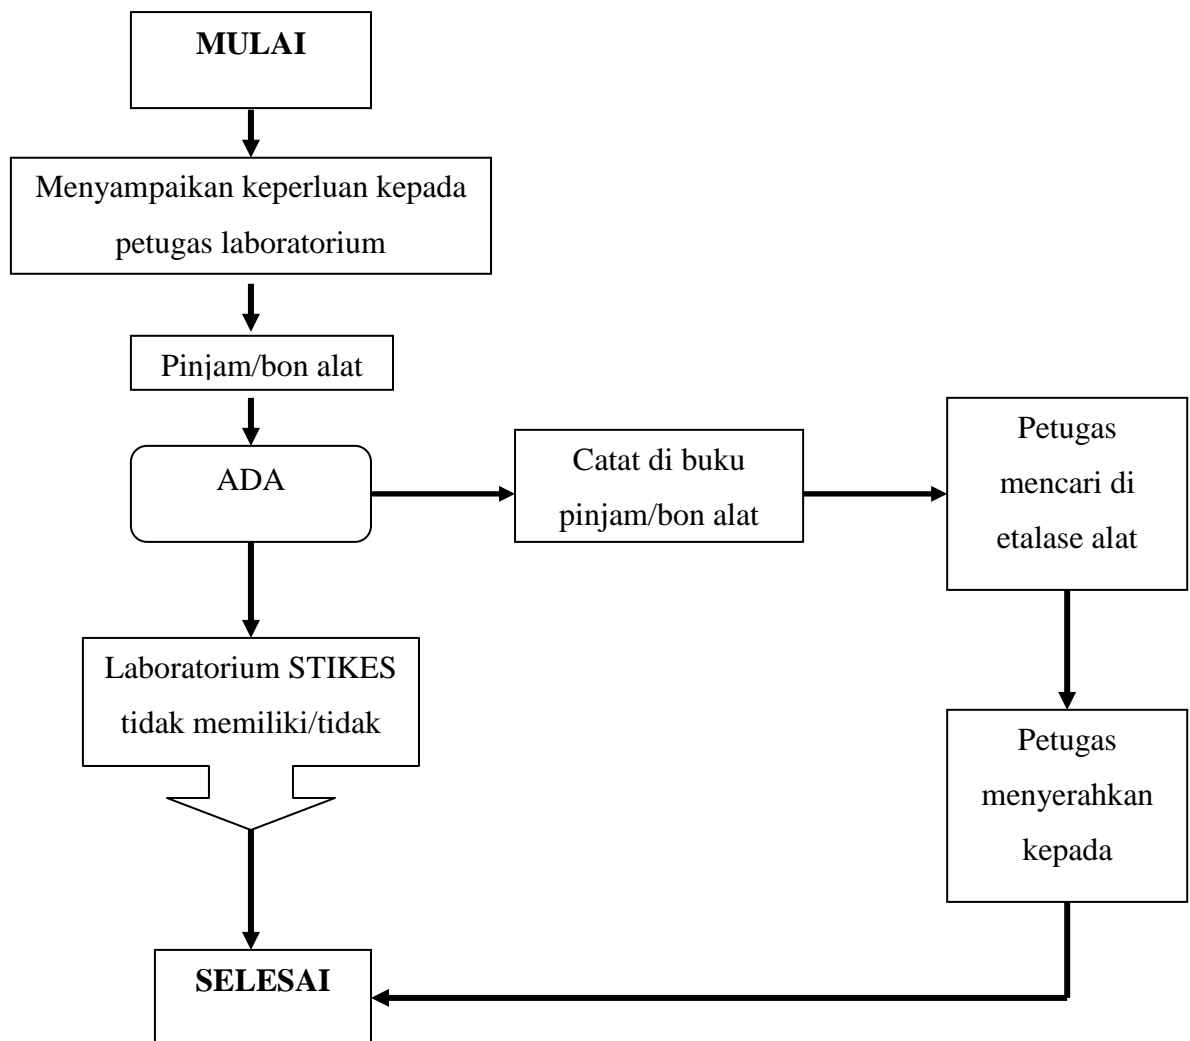 MULAI
Menyampaikan keperluan kepada
petugas laboratorium
Pinjam/bon alat
ADA
Catat di buku
pinjam/bon alat
Petugas
mencari di
etalase alat
Laboratorium STIKES
tidak memiliki/tidak
Petugas
menyerahkan
kepada
SELESAI